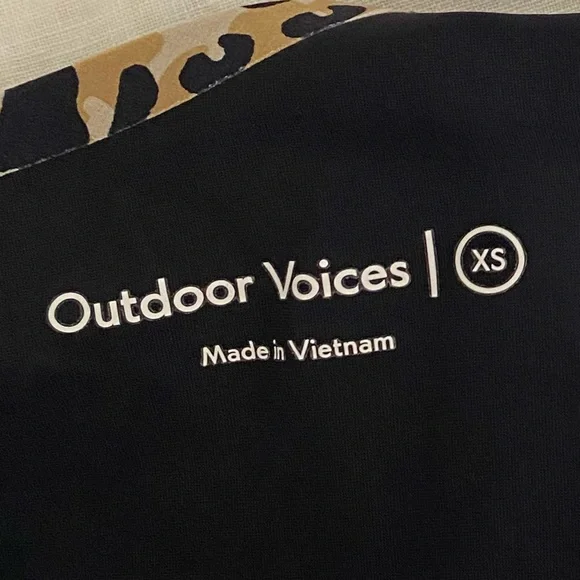 Outdoor Voices | XS
Made in Vietnam